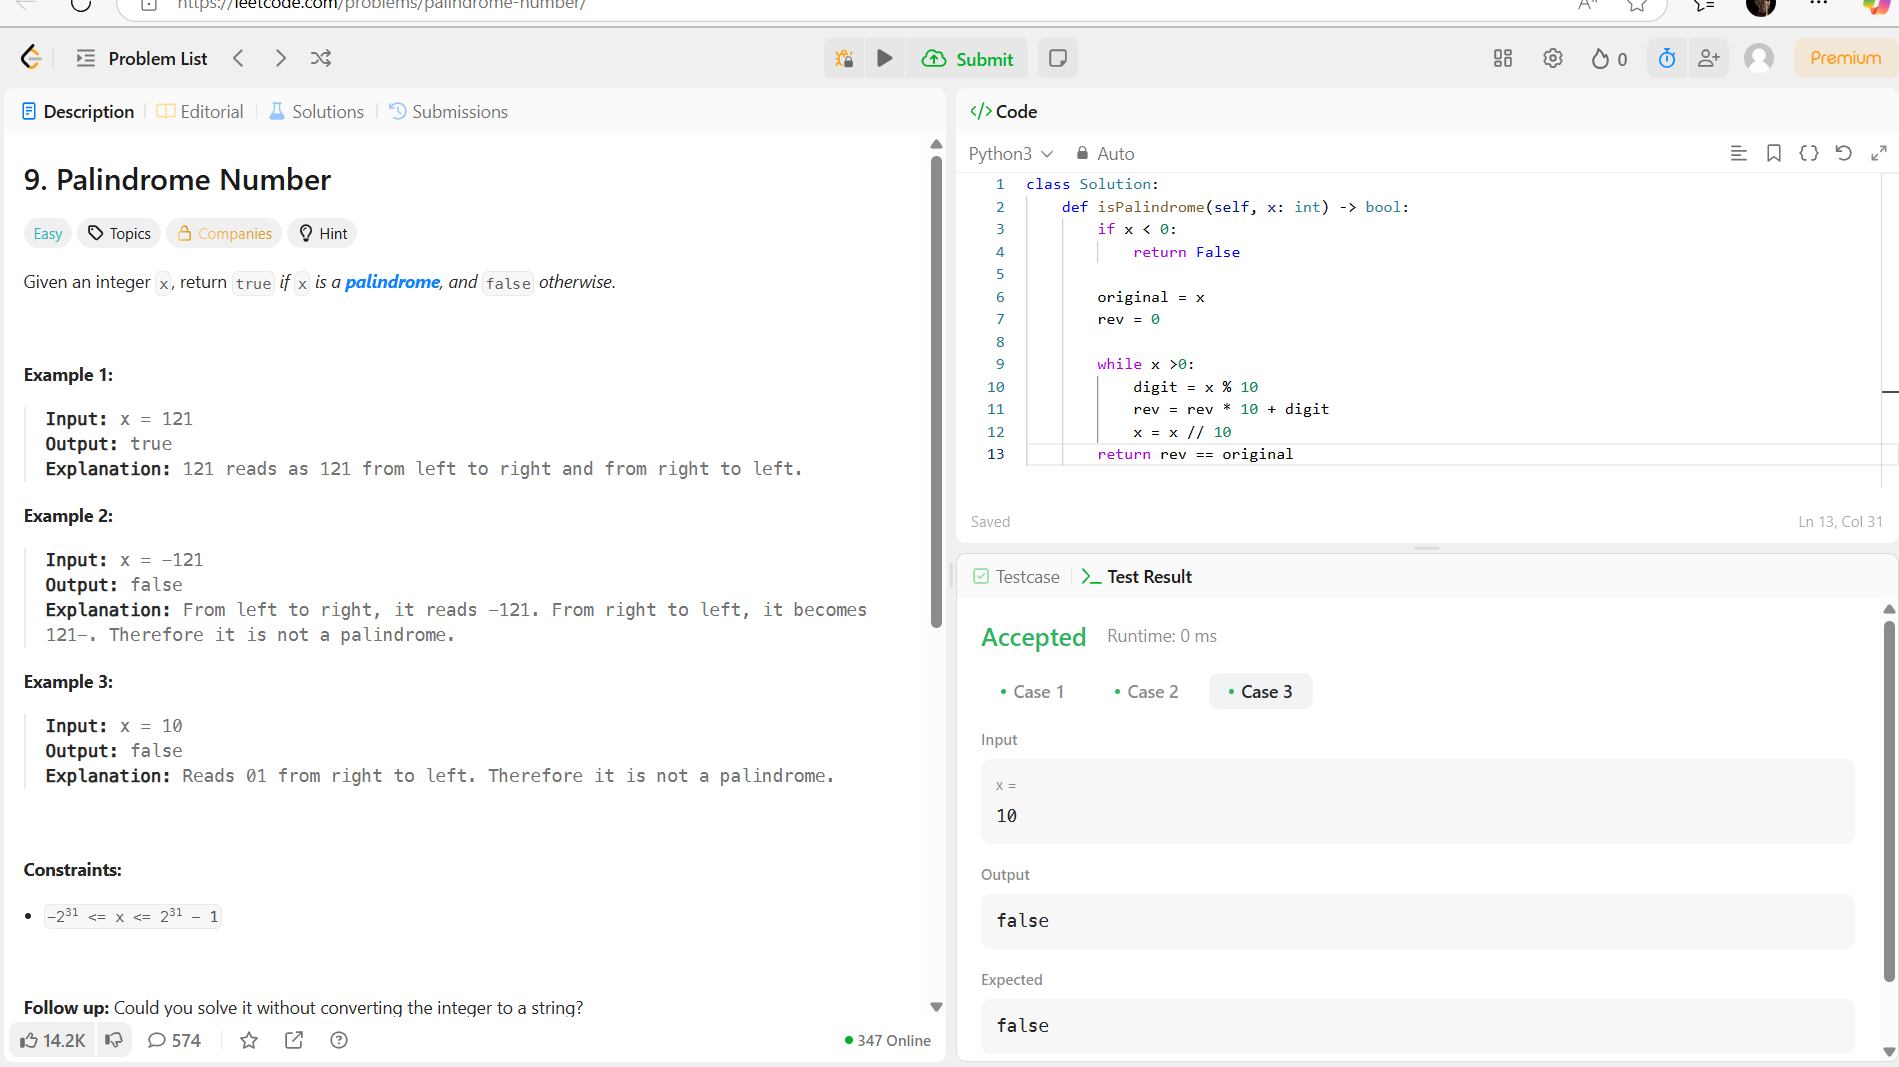 https://leetcode.com/problems/palindrome-number/
Problem List
Submit
0
Premium
Description
Editorial
Solutions
Submissions
9. Palindrome Number
Easy
Topics
Companies
Hint
Given an integer x, return true if x is a palindrome, and false otherwise.
Example 1:
Input: x = 121
Output: true
Explanation: 121 reads as 121 from left to right and from right to left.
Example 2:
Input: x = -121
Output: false
Explanation: From left to right, it reads -121. From right to left, it becomes
121-. Therefore it is not a palindrome.
Example 3:
Input: x = 10
Output: false
Explanation: Reads 01 from right to left. Therefore it is not a palindrome.
Constraints:
• -2³¹ <= x <= 2³¹ - 1
Follow up: Could you solve it without converting the integer to a string?
14.2K
574
347 Online
</> Code
Python3
Auto
1 class Solution:
2     def isPalindrome(self, x: int) -> bool:
3         if x < 0:
4             return False
5
6         original = x
7         rev = 0
8
9         while x >0:
10             digit = x % 10
11             rev = rev * 10 + digit
12             x = x // 10
13         return rev == original
Saved
Ln 13, Col 31
Testcase
Test Result
Accepted
Runtime: 0 ms
• Case 1
• Case 2
• Case 3
Input
x =
10
Output
false
Expected
false